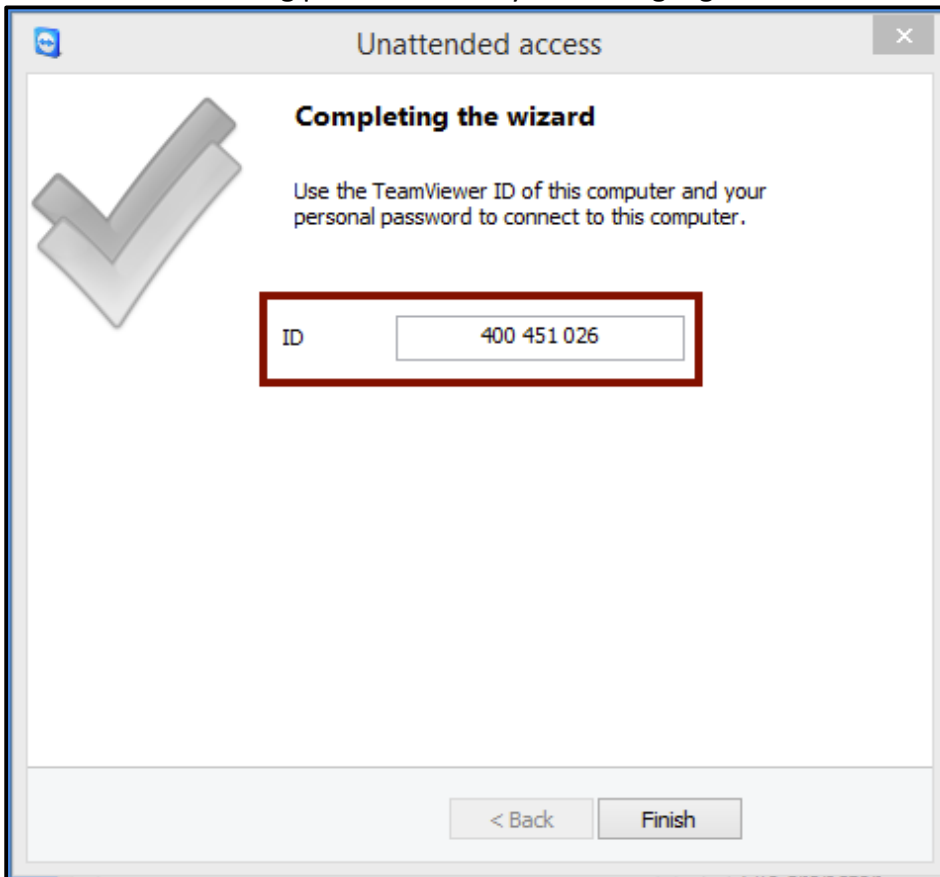 Unattended access
Completing the wizard
Use the TeamViewer ID of this computer and your
personal password to connect to this computer.
ID 400 451 026
< Back Finish